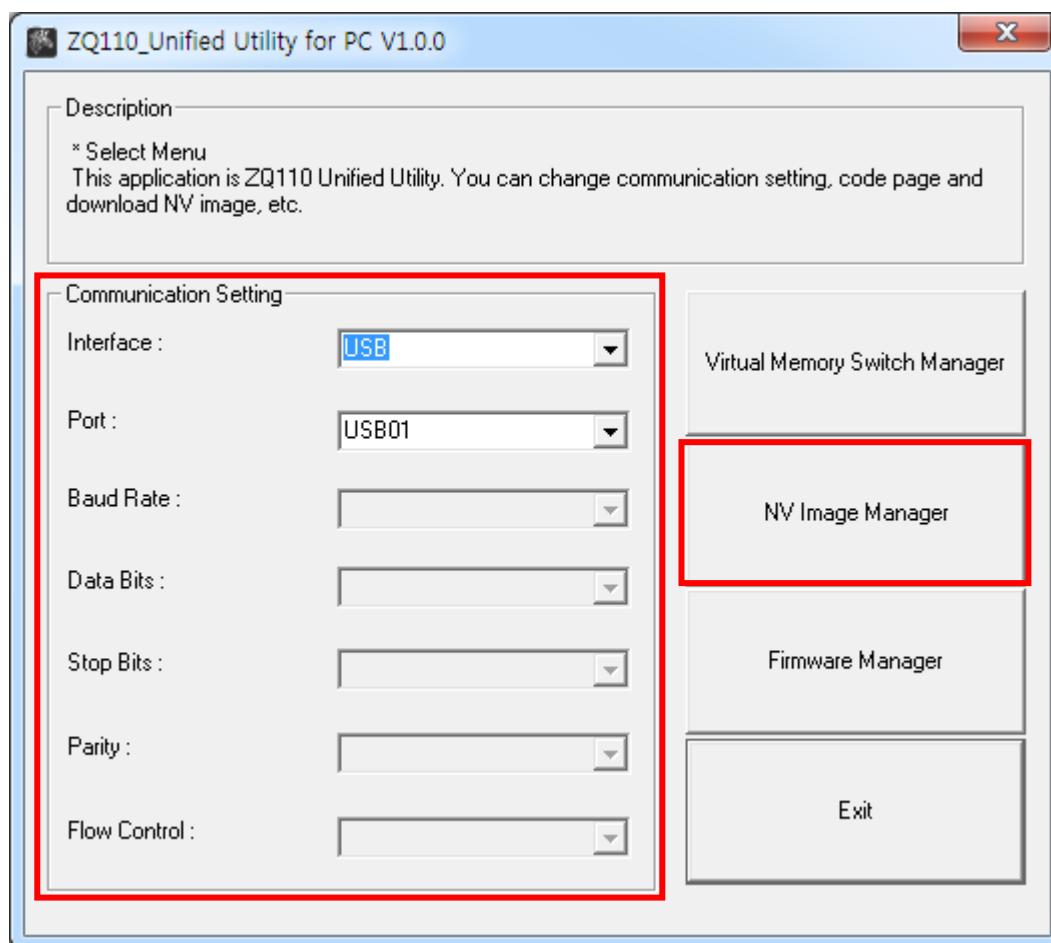 ZQ110_Unified Utility for PC V1.0.0
Description
* Select Menu
This application is ZQ110 Unified Utility. You can change communication setting, code page and
download NV image, etc.
Communication Setting
Interface :
USB
Port :
USB01
Baud Rate :
Data Bits :
Stop Bits :
Parity :
Flow Control :
Virtual Memory Switch Manager
NV Image Manager
Firmware Manager
Exit